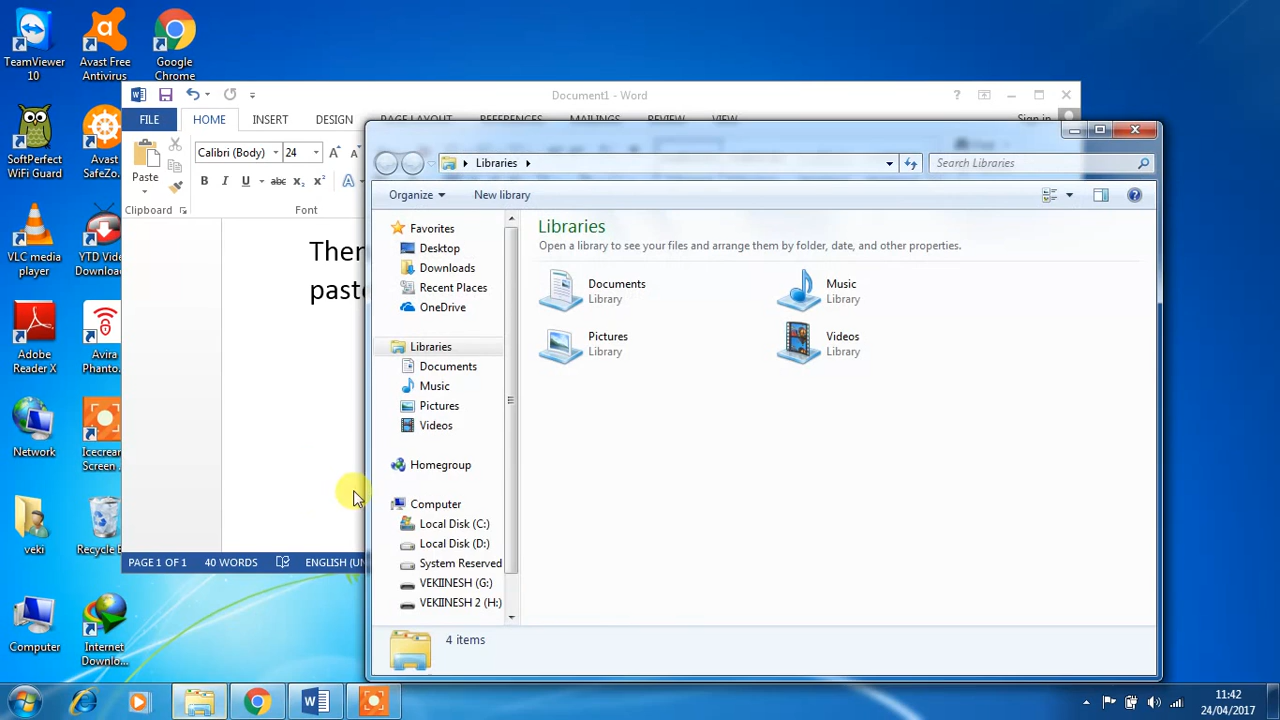 TeamViewer
10
Avast Free
Antivirus
Google
Chrome
SoftPerfect
WiFi Guard
Avast
SafeZo...
VLC media
player
YTD Video
Downloa...
Adobe
Reader X
Avira
Phanto...
Network
Icecream
Screen ...
veki
Recycle B
Computer
Internet
Downlo...
Document1 - Word
FILE
HOME
INSERT
DESIGN
PAGE LAYOUT
REFERENCES
MAILINGS
REVIEW
VIEW
Sign in
Paste
Calibri (Body)
24
B I U abc x₂ x² A
Clipboard
Font
Then
paste
PAGE 1 OF 1
40 WORDS
ENGLISH (UN
Libraries
Search Libraries
Organize
New library
Favorites
Desktop
Downloads
Recent Places
OneDrive
Libraries
Documents
Music
Pictures
Videos
Homegroup
Computer
Local Disk (C:)
Local Disk (D:)
System Reserved
VEKIINESH (G:)
VEKIINESH 2 (H:)
Libraries
Open a library to see your files and arrange them by folder, date, and other properties.
Documents
Library
Music
Library
Pictures
Library
Videos
Library
4 items
11:42
24/04/2017